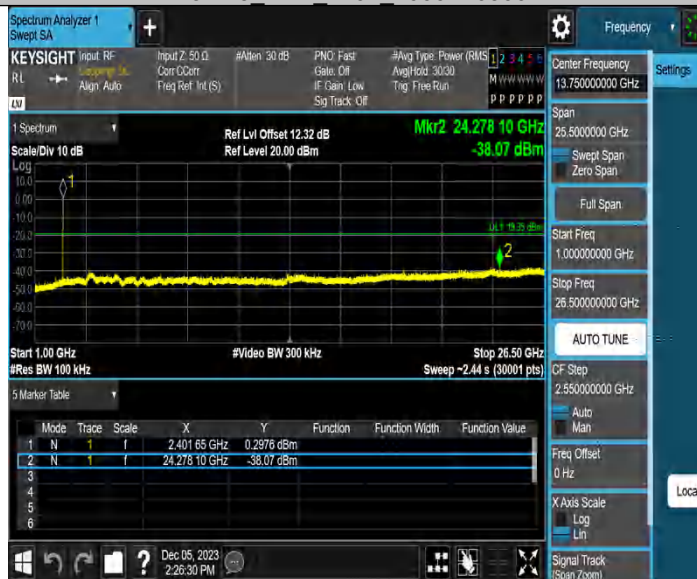 Spectrum Analyzer 1
Swept SA
Frequency
KEYSIGHT
RL
Input: RF
Align: Auto
Input Z: 50 Ω
Corr CCorr
Freq Ref: Int (S)
#Atten: 30 dB
PNO: Fast
Gate: Off
IF Gain: Low
Sig Track: Off
#Avg Type: Power (RMS)
Avg|Hold: 30/30
Trig: Free Run
1 2 3 4 5 6
M W W W W W
P P P P P P
LXI
1 Spectrum
Scale/Div 10 dB
Ref Lvl Offset 12.32 dB
Ref Level 20.00 dBm
Mkr2 24.278 10 GHz
-38.07 dBm
Log
10.0
0.00
-10.0
-20.0
-30.0
-40.0
-50.0
-60.0
-70.0
1
2
DL1 -19.35 dBm
Start 1.00 GHz
#Res BW 100 kHz
#Video BW 300 kHz
Stop 26.50 GHz
Sweep ~2.44 s (30001 pts)
5 Marker Table
Mode Trace Scale X Y Function Function Width Function Value
1 N 1 f 2.401 65 GHz 0.2976 dBm
2 N 1 f 24.278 10 GHz -38.07 dBm
3
4
5
6
Dec 05, 2023
2:26:30 PM
Center Frequency
13.750000000 GHz
Settings
Span
25.5000000 GHz
Swept Span
Zero Span
Full Span
Start Freq
1.000000000 GHz
Stop Freq
26.500000000 GHz
AUTO TUNE
CF Step
2.550000000 GHz
Auto
Man
Freq Offset
0 Hz
X Axis Scale
Log
Lin
Signal Track
(Span Zoom)
Loca